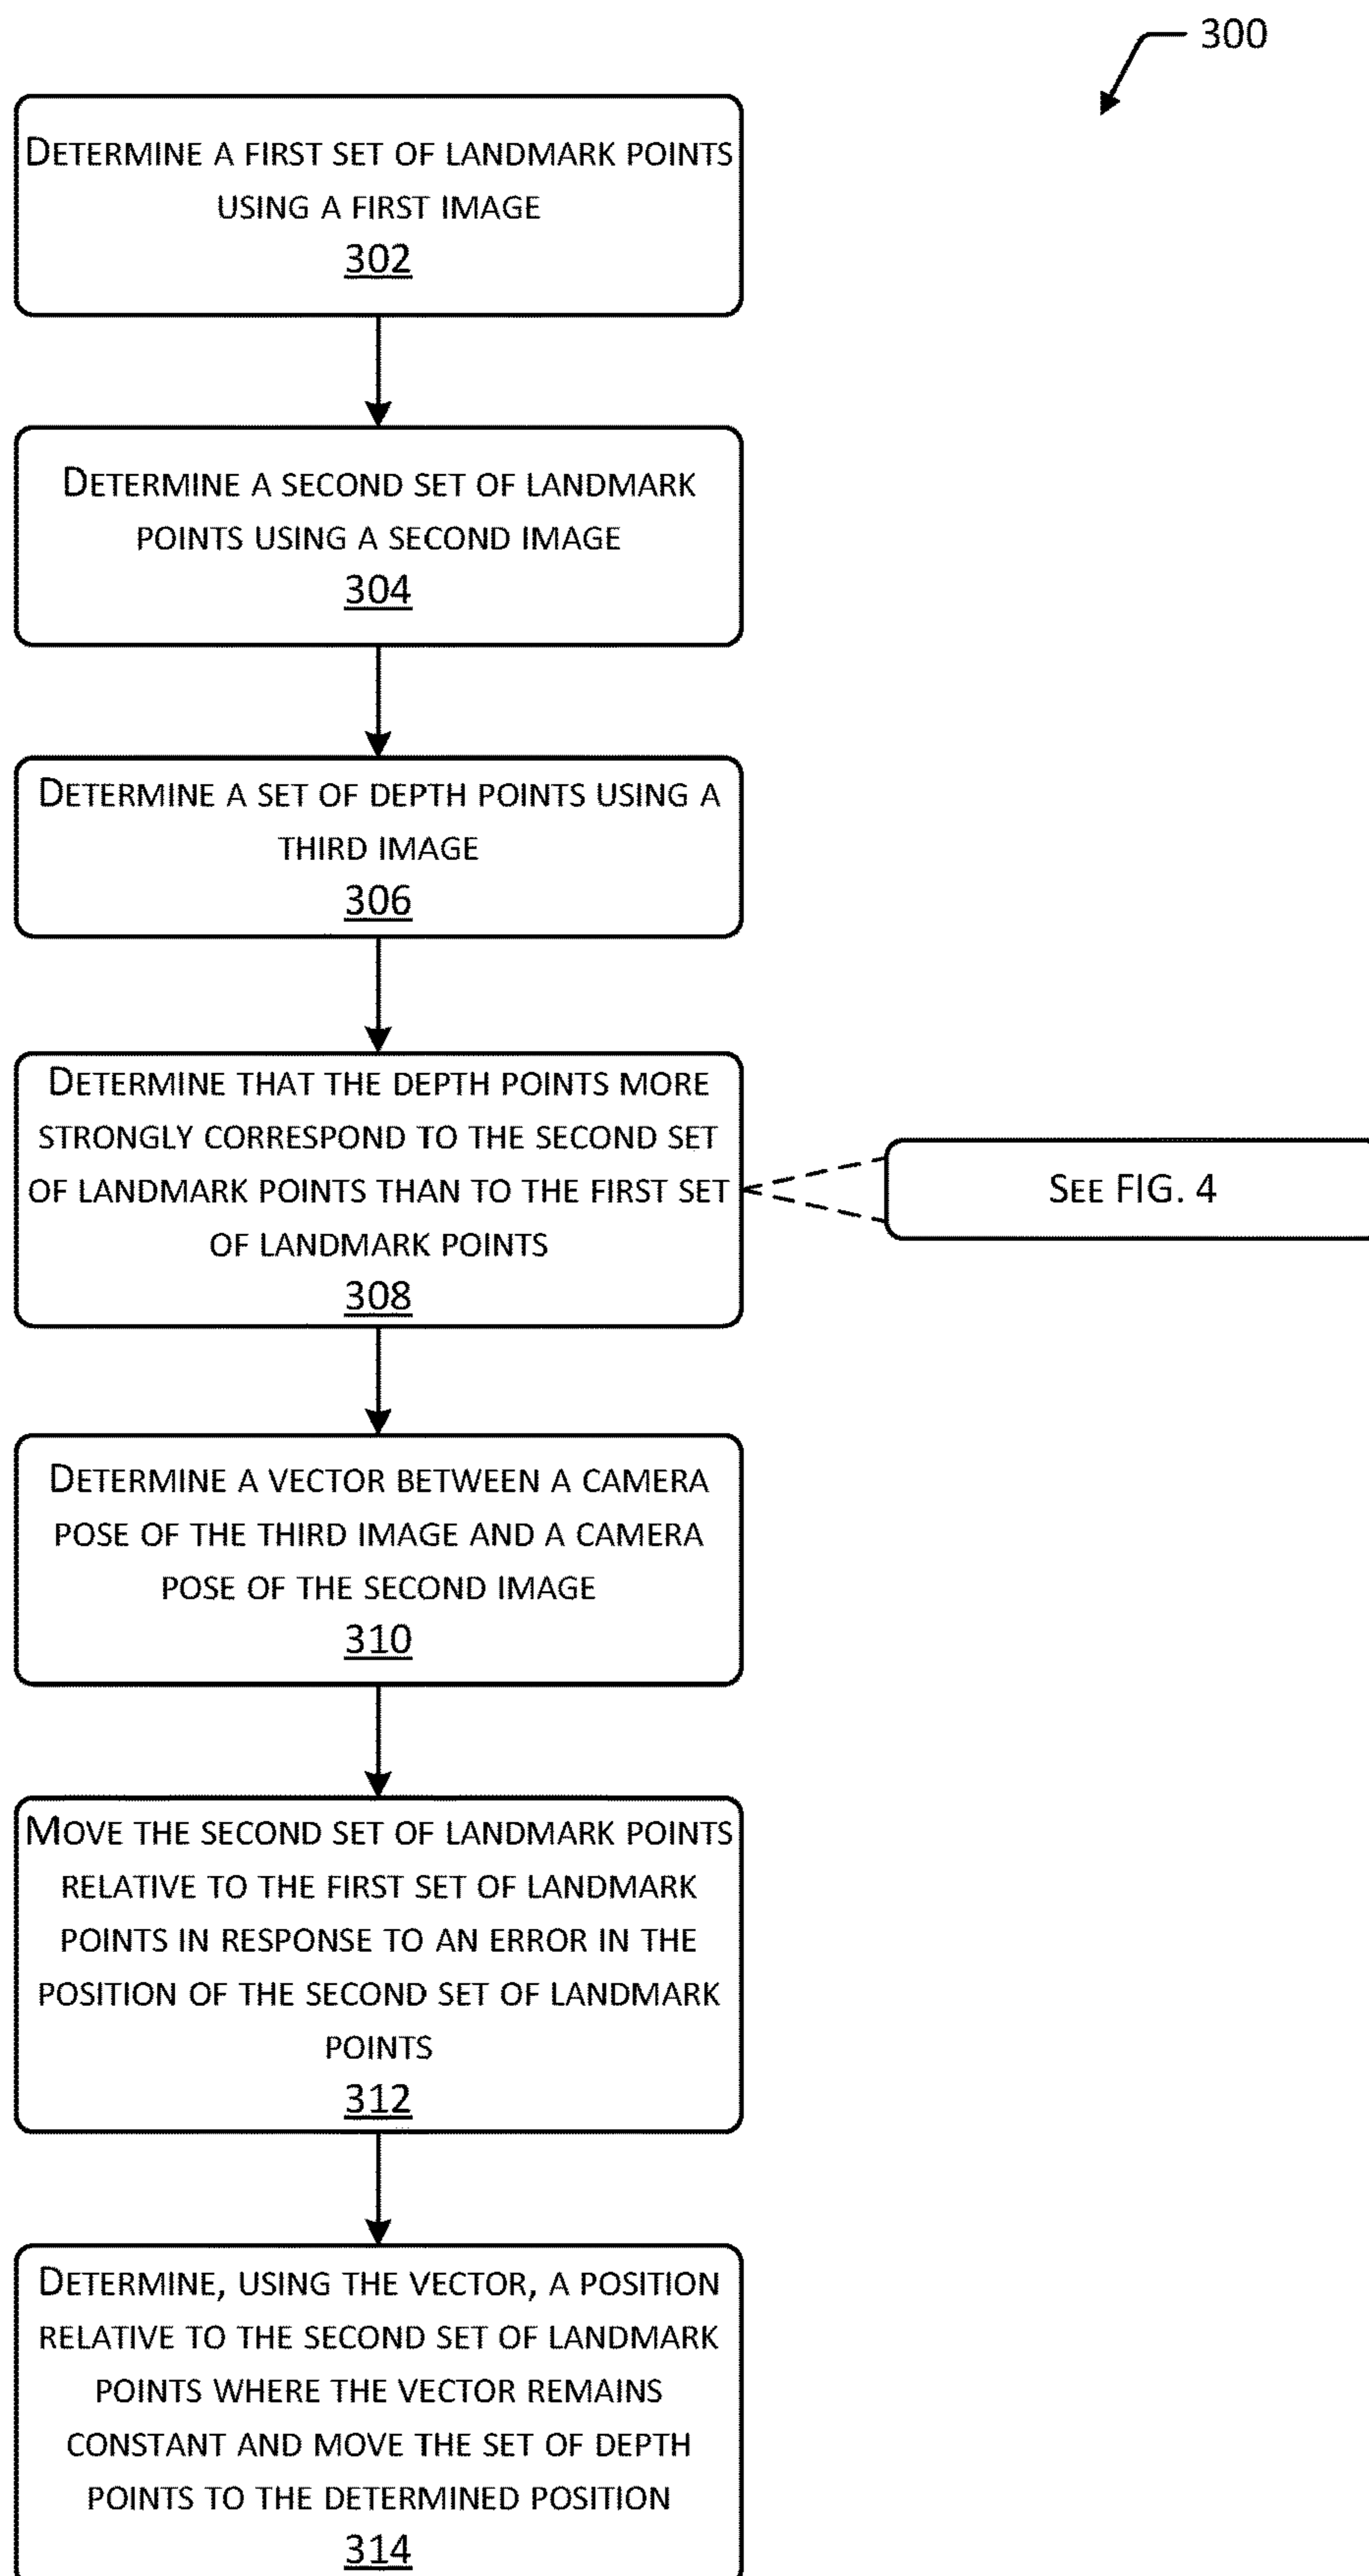 300
DETERMINE A FIRST SET OF LANDMARK POINTS
USING A FIRST IMAGE
302
DETERMINE A SECOND SET OF LANDMARK
POINTS USING A SECOND IMAGE
304
DETERMINE A SET OF DEPTH POINTS USING A
THIRD IMAGE
306
DETERMINE THAT THE DEPTH POINTS MORE
STRONGLY CORRESPOND TO THE SECOND SET
OF LANDMARK POINTS THAN TO THE FIRST SET
OF LANDMARK POINTS
308
SEE FIG. 4
DETERMINE A VECTOR BETWEEN A CAMERA
POSE OF THE THIRD IMAGE AND A CAMERA
POSE OF THE SECOND IMAGE
310
MOVE THE SECOND SET OF LANDMARK POINTS
RELATIVE TO THE FIRST SET OF LANDMARK
POINTS IN RESPONSE TO AN ERROR IN THE
POSITION OF THE SECOND SET OF LANDMARK
POINTS
312
DETERMINE, USING THE VECTOR, A POSITION
RELATIVE TO THE SECOND SET OF LANDMARK
POINTS WHERE THE VECTOR REMAINS
CONSTANT AND MOVE THE SET OF DEPTH
POINTS TO THE DETERMINED POSITION
314